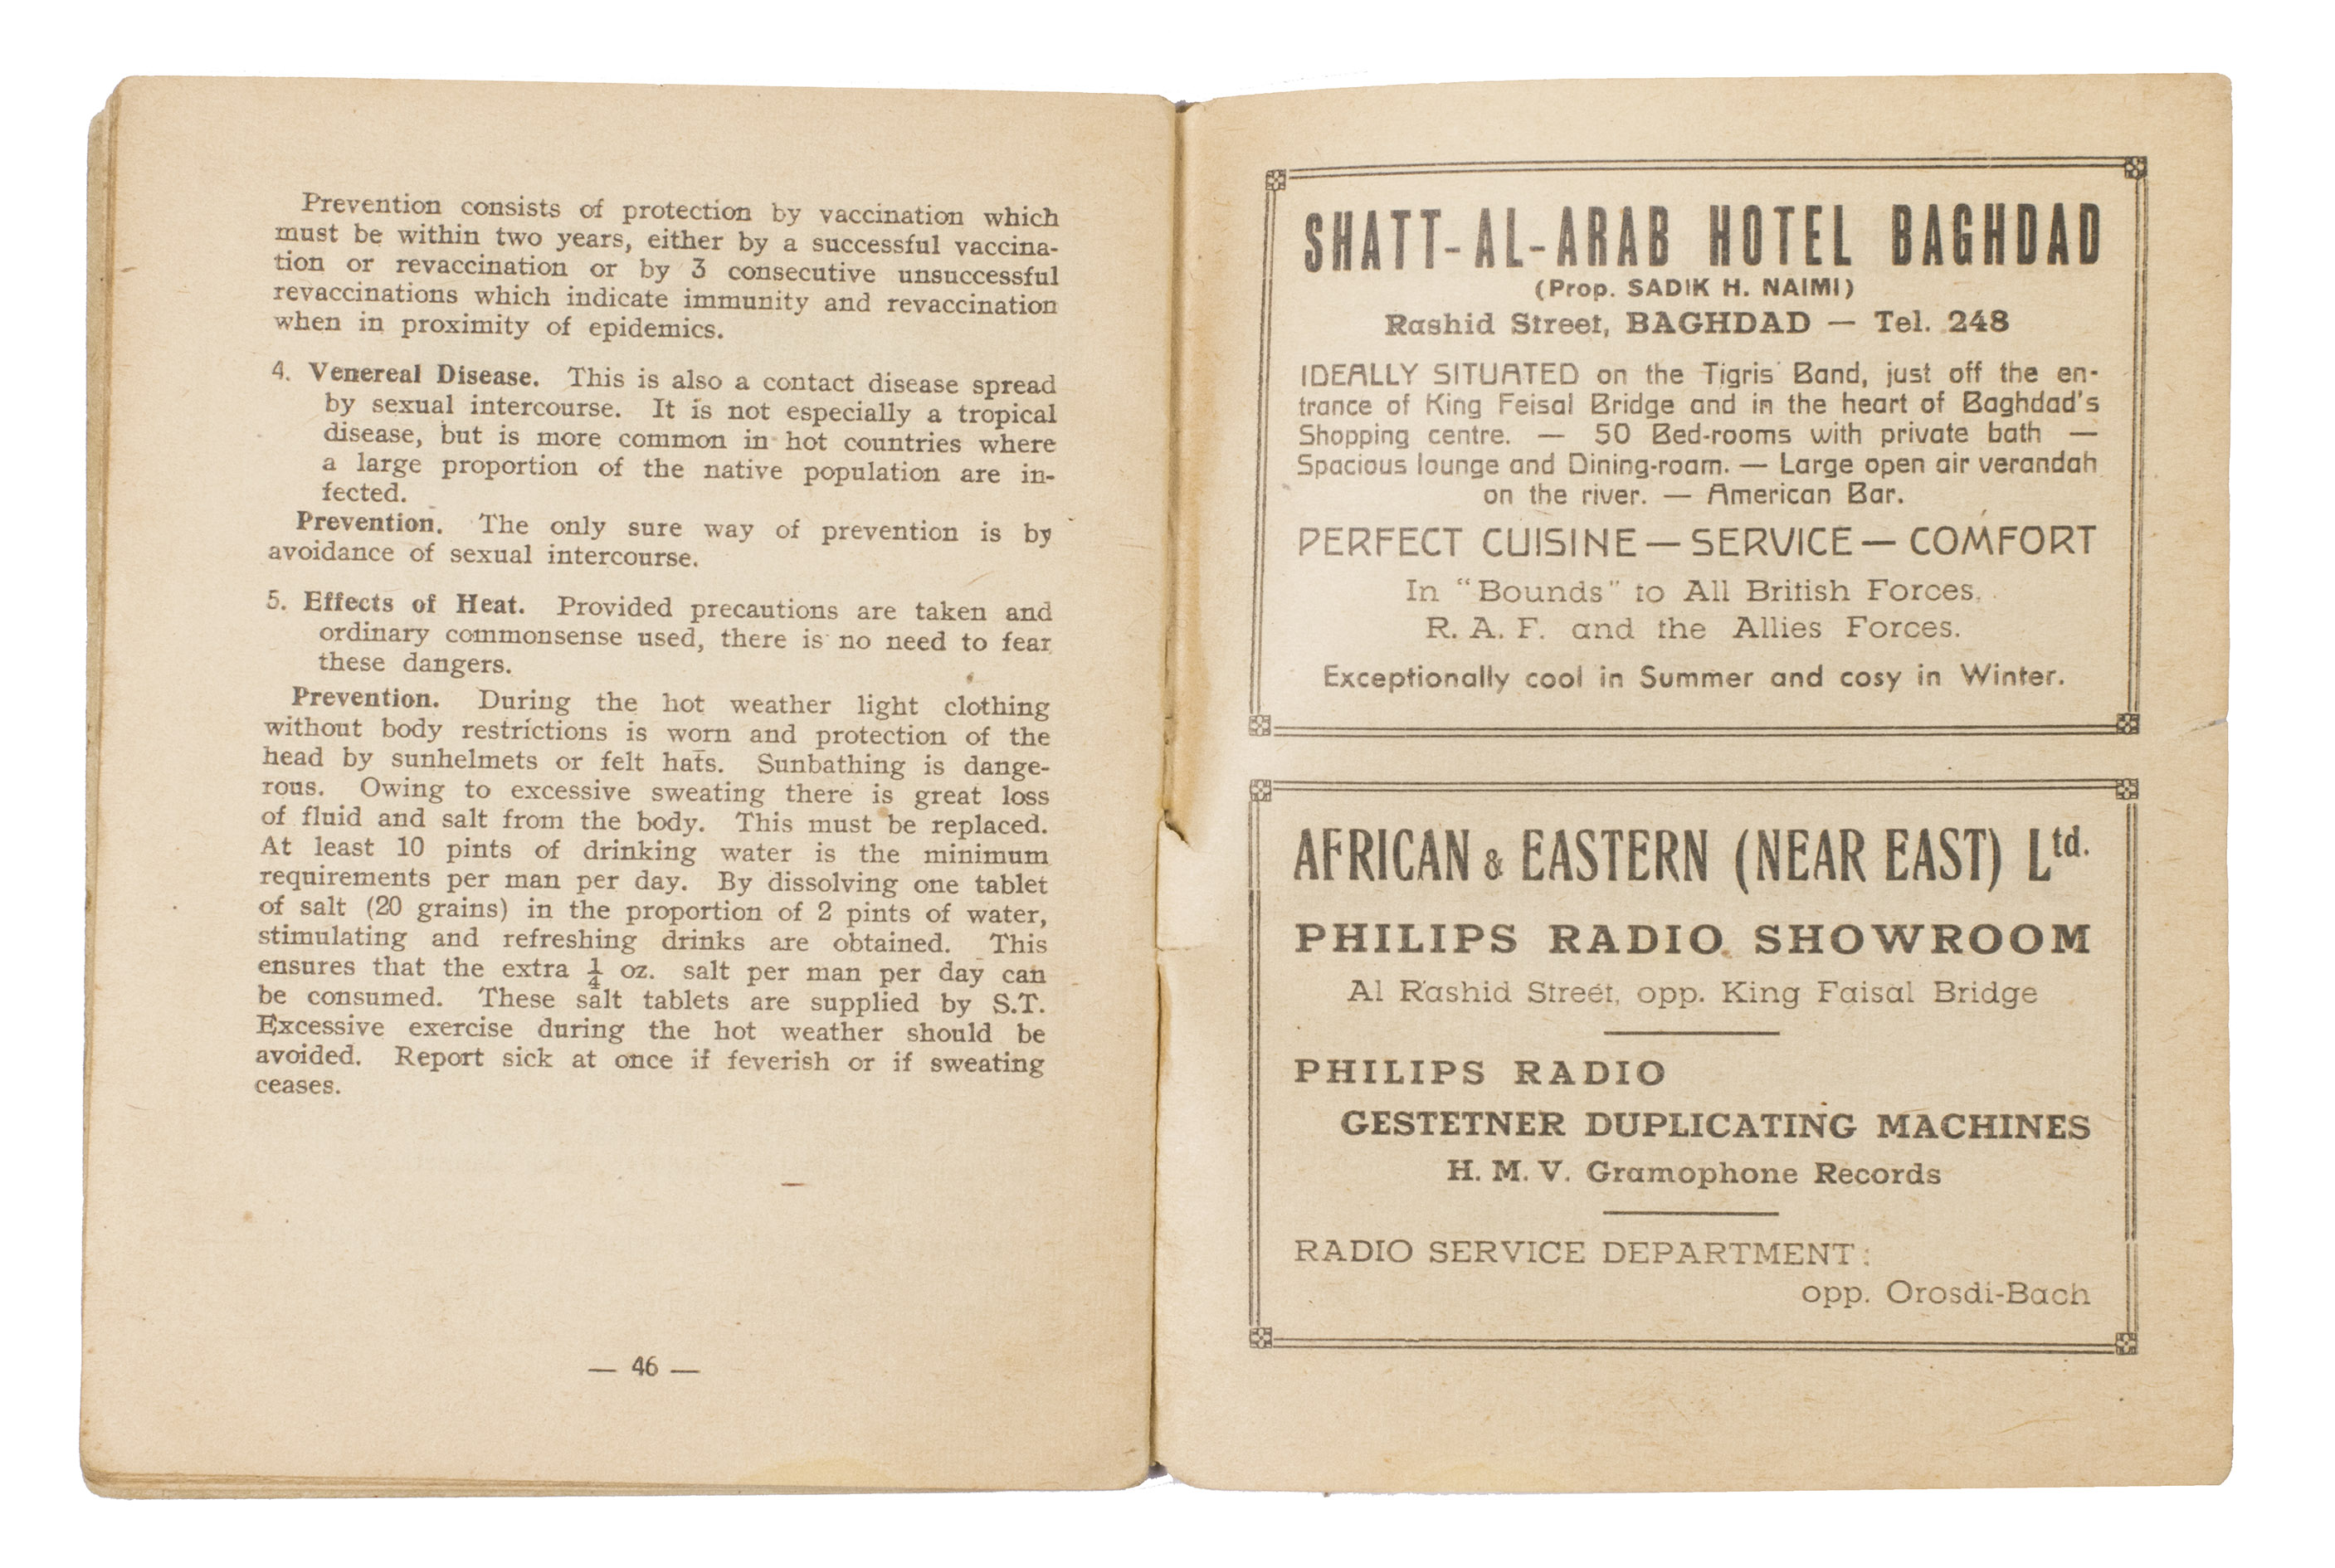 Prevention consists of protection by vaccination which
must be within two years, either by a successful vaccina-
tion or revaccination or by 3 consecutive unsuccessful
revaccinations which indicate immunity and revaccination
when in proximity of epidemics.
4. Venereal Disease. This is also a contact disease spread
by sexual intercourse. It is not especially a tropical
disease, but is more common in hot countries where
a large proportion of the native population are in-
fected.
Prevention. The only sure way of prevention is by
avoidance of sexual intercourse.
5. Effects of Heat. Provided precautions are taken and
ordinary commonsense used, there is no need to fear
these dangers.
Prevention. During the hot weather light clothing
without body restrictions is worn and protection of the
head by sunhelmets or felt hats. Sunbathing is dange-
rous. Owing to excessive sweating there is great loss
of fluid and salt from the body. This must be replaced.
At least 10 pints of drinking water is the minimum
requirements per man per day. By dissolving one tablet
of salt (20 grains) in the proportion of 2 pints of water,
stimulating and refreshing drinks are obtained. This
ensures that the extra ¼ oz. salt per man per day can
be consumed. These salt tablets are supplied by S.T.
Excessive exercise during the hot weather should be
avoided. Report sick at once if feverish or if sweating
ceases.
— 46 —
SHATT-AL-ARAB HOTEL BAGHDAD
(Prop. SADIK H. NAIMI)
Rashid Street, BAGHDAD — Tel. 248
IDEALLY SITUATED on the Tigris Band, just off the en-
trance of King Feisal Bridge and in the heart of Baghdad's
Shopping centre. — 50 Bed-rooms with private bath —
Spacious lounge and Dining-roam. — Large open air verandah
on the river. — American Bar.
PERFECT CUISINE — SERVICE — COMFORT
In "Bounds" to All British Forces,
R. A. F. and the Allies Forces.
Exceptionally cool in Summer and cosy in Winter.
AFRICAN & EASTERN (NEAR EAST) Ltd.
PHILIPS RADIO SHOWROOM
Al Rashid Street, opp. King Faisal Bridge
PHILIPS RADIO
GESTETNER DUPLICATING MACHINES
H. M. V. Gramophone Records
RADIO SERVICE DEPARTMENT:
opp. Orosdi-Bach